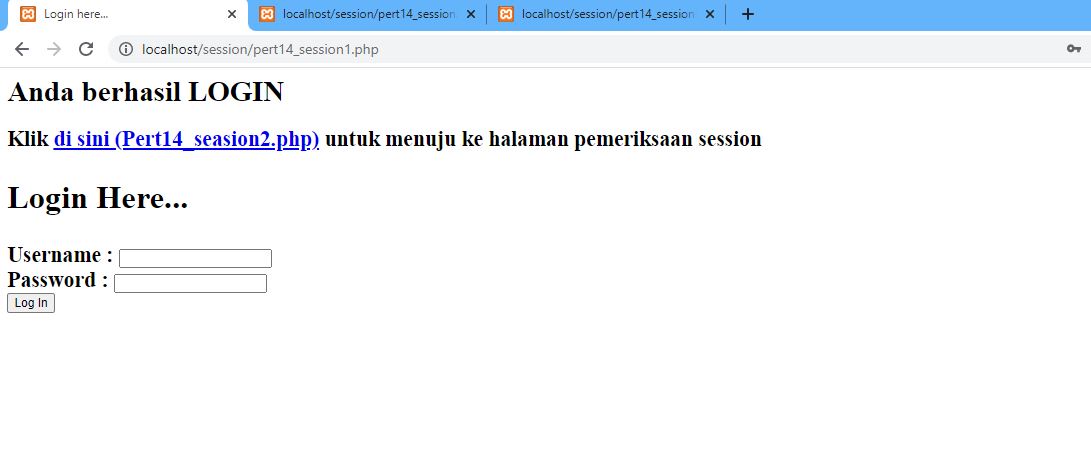 Login here...
localhost/session/pert14_session
localhost/session/pert14_session
localhost/session/pert14_session1.php
Anda berhasil LOGIN
Klik di sini (Pert14_seasion2.php) untuk menuju ke halaman pemeriksaan session
Login Here...
Username :
Password :
Log In